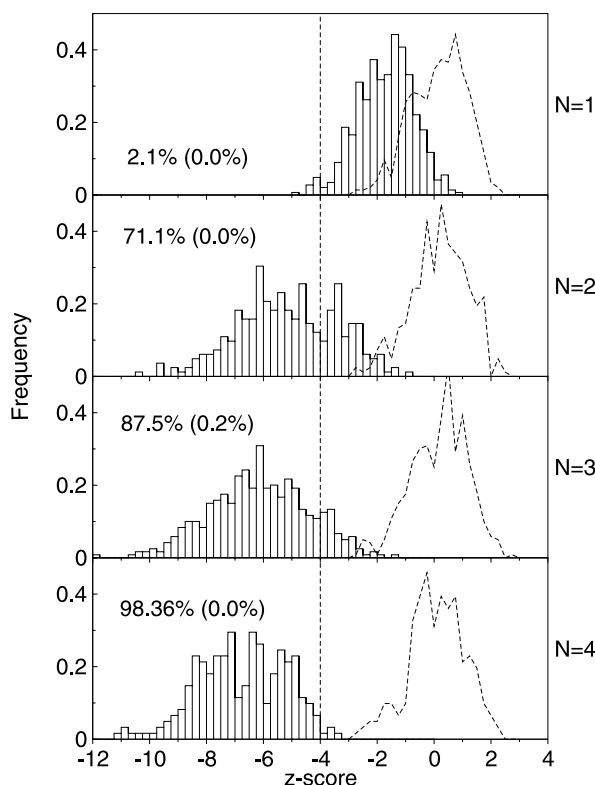 0.4
0.2
0
2.1% (0.0%)
N=1
0.4
0.2
0
71.1% (0.0%)
N=2
Frequency
0.4
0.2
0
87.5% (0.2%)
N=3
0.4
0.2
0
98.36% (0.0%)
N=4
-12 -10 -8 -6 -4 -2 0 2 4
z-score